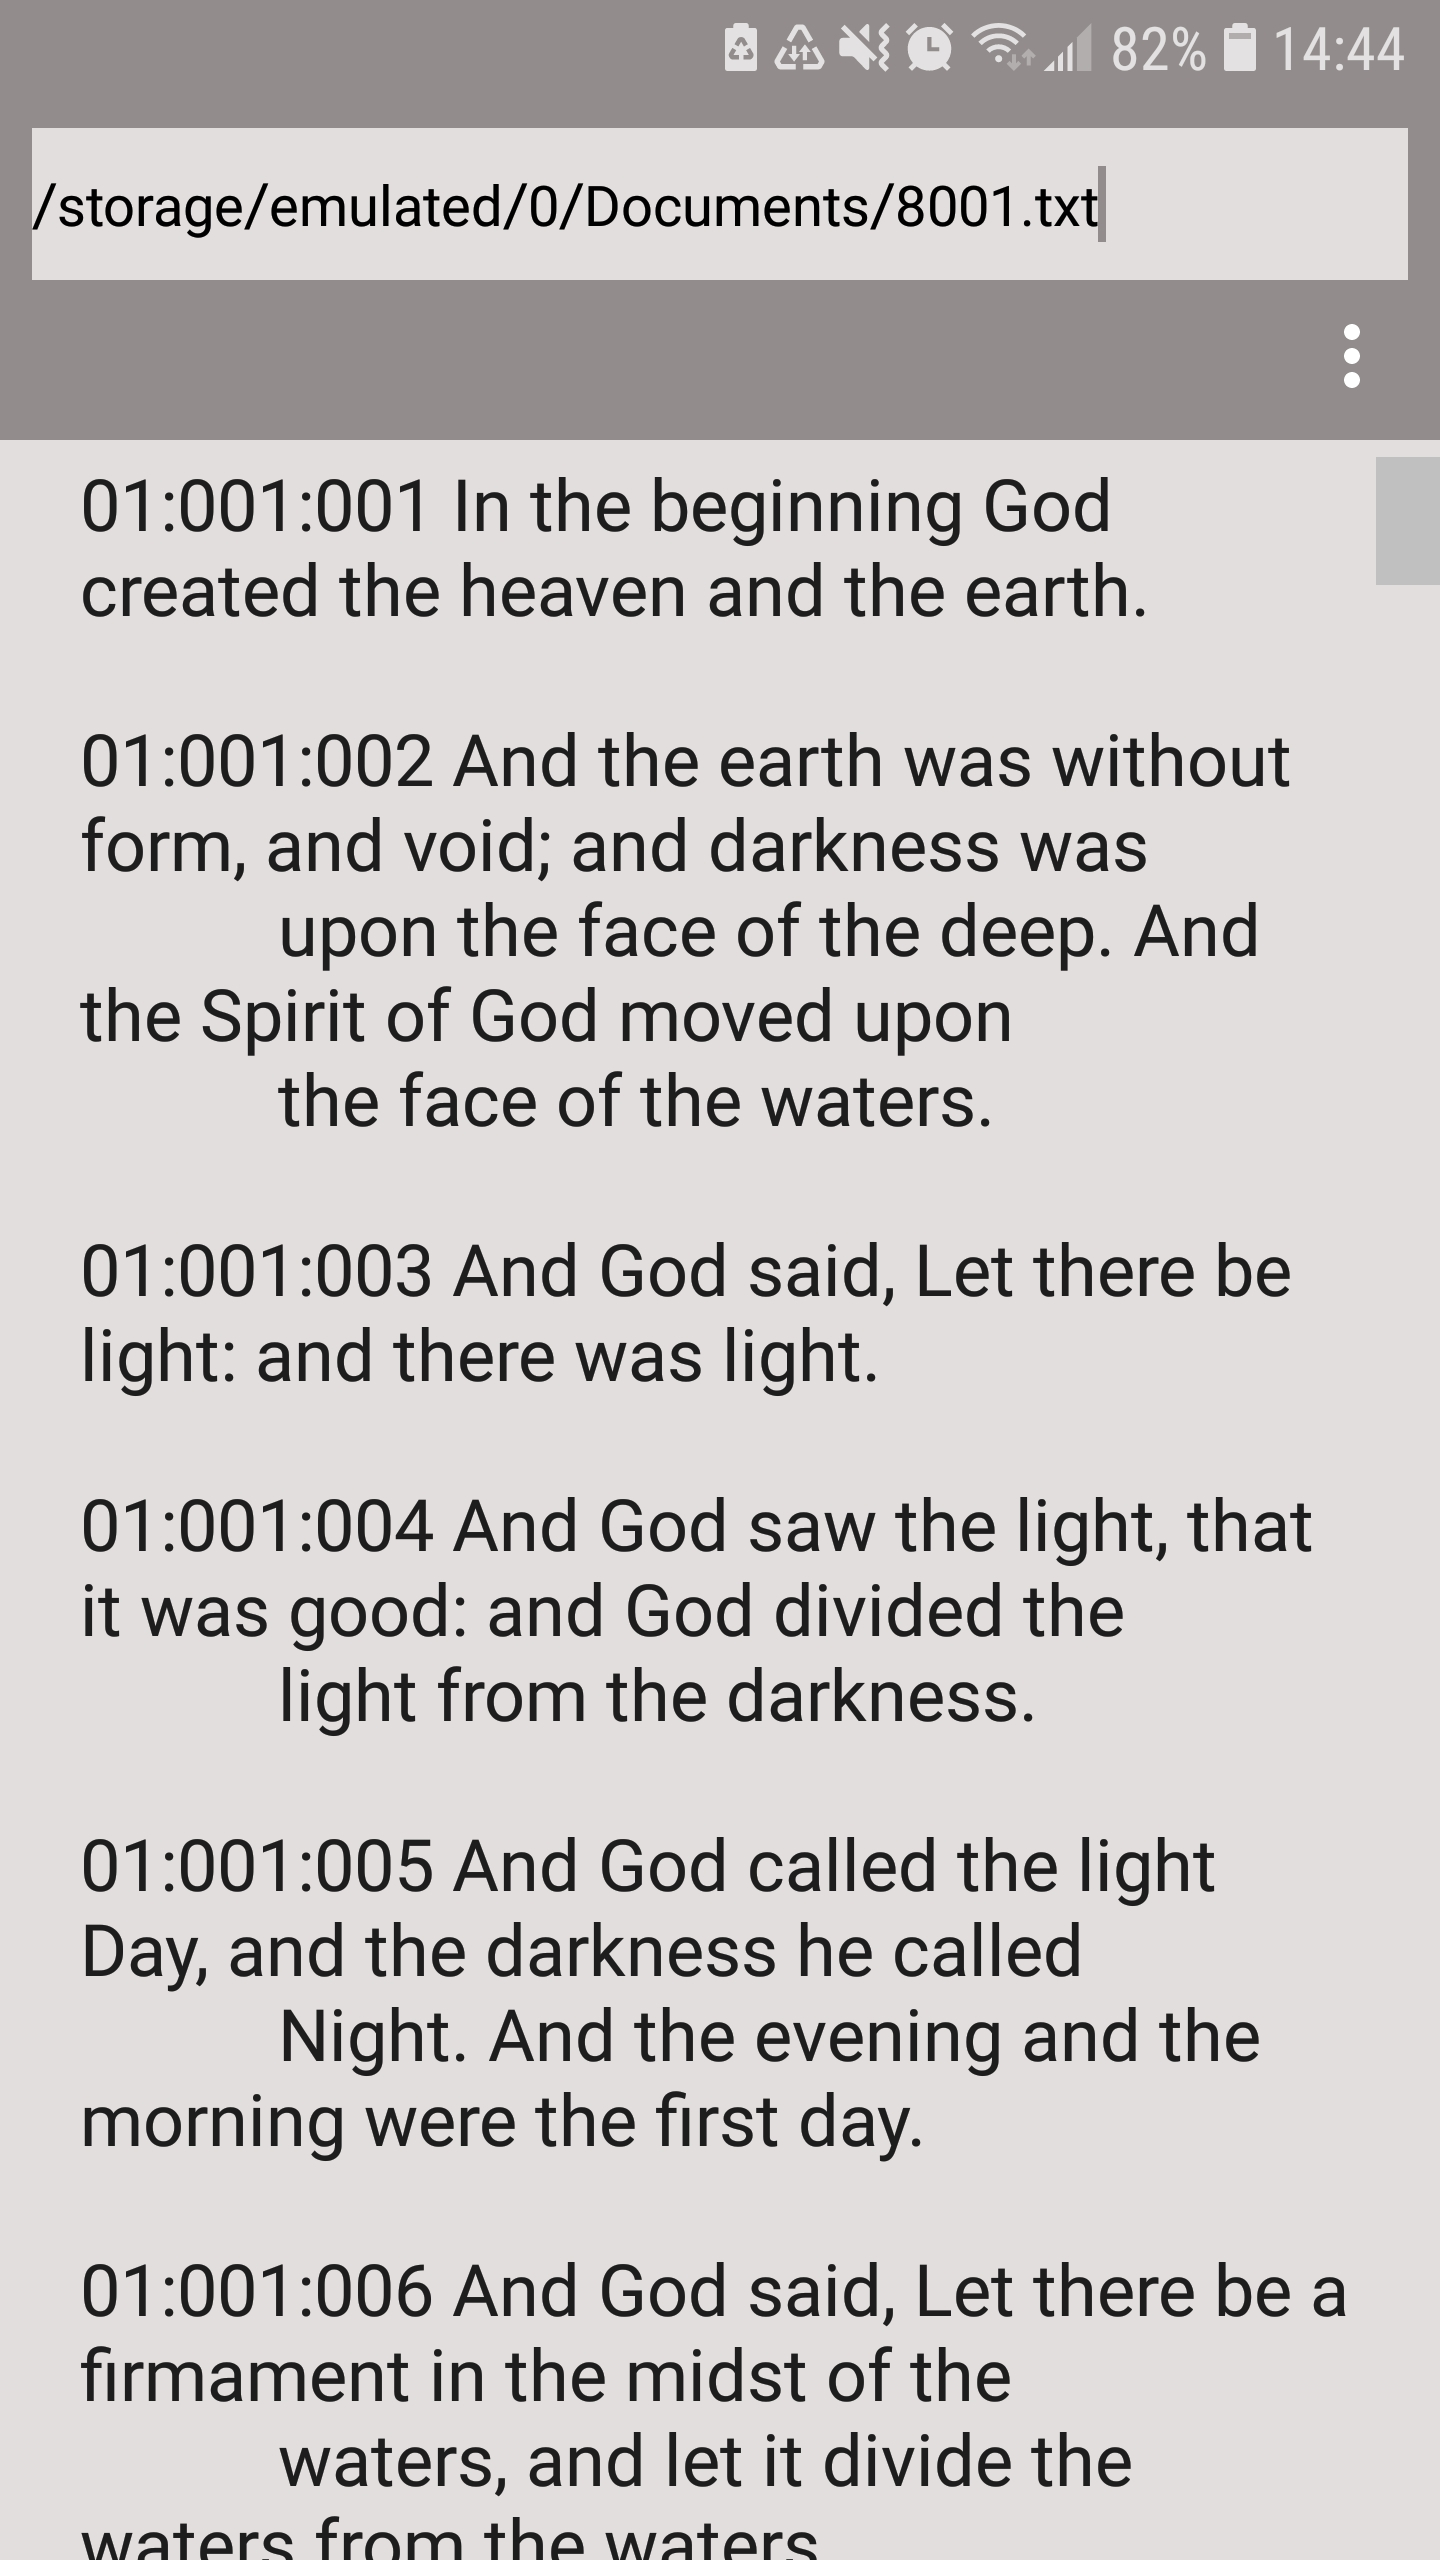 82% 14:44
/storage/emulated/0/Documents/8001.txt
01:001:001 In the beginning God
created the heaven and the earth.
01:001:002 And the earth was without
form, and void; and darkness was
upon the face of the deep. And
the Spirit of God moved upon
the face of the waters.
01:001:003 And God said, Let there be
light: and there was light.
01:001:004 And God saw the light, that
it was good: and God divided the
light from the darkness.
01:001:005 And God called the light
Day, and the darkness he called
Night. And the evening and the
morning were the first day.
01:001:006 And God said, Let there be a
firmament in the midst of the
waters, and let it divide the
waters from the waters.